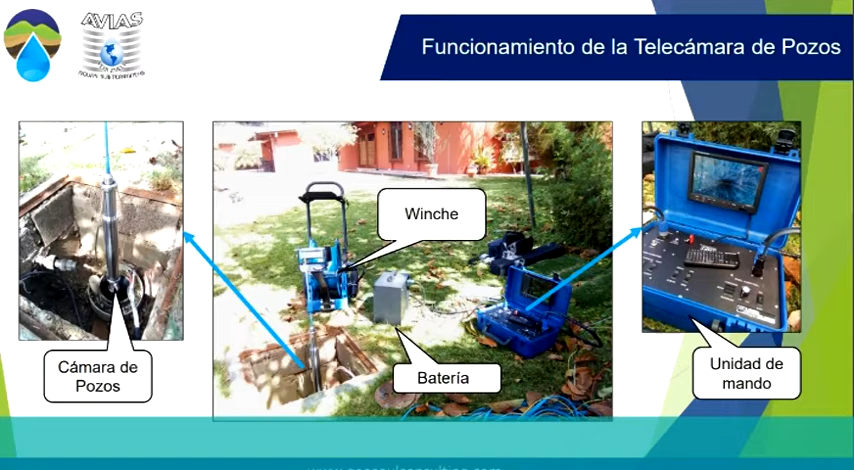 AVIAS
Funcionamiento de la Telecámara de Pozos
Winche
Cámara de
Pozos
Batería
Unidad de
mando